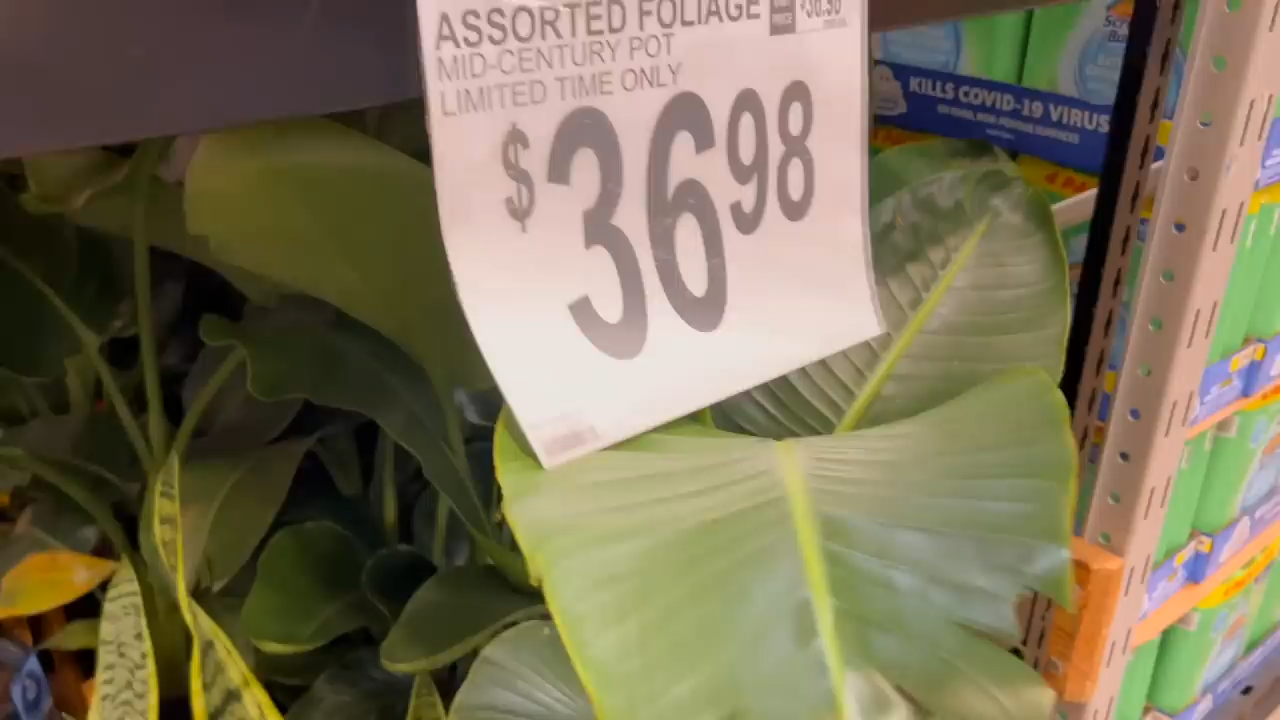 ASSORTED FOLIAGE
MID-CENTURY POT
LIMITED TIME ONLY
$3698
KILLS COVID-19 VIRUS